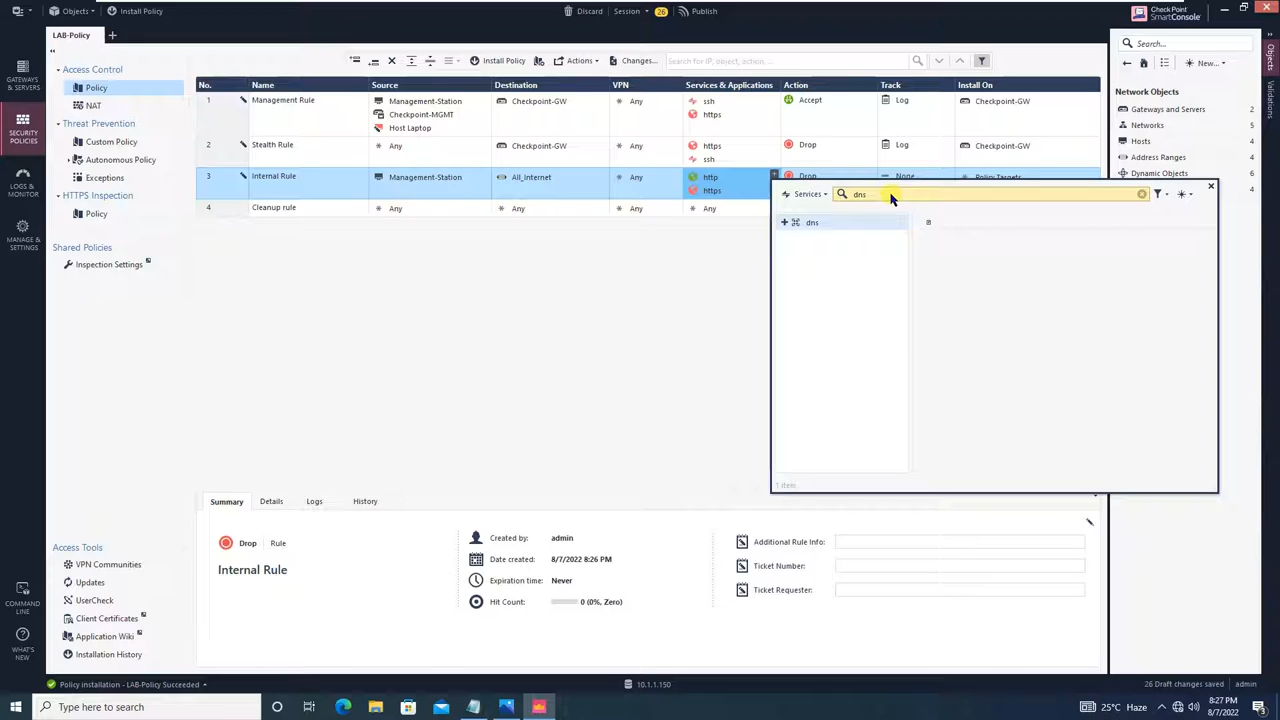 Objects
Install Policy
Discard
Session
26
Publish
CHECK POINT
SmartConsole
LAB-Policy
GATEWAYS
& SERVERS
SECURITY
POLICIES
LOGS &
MONITOR
MANAGE &
SETTINGS
COMMAND
LINE
WHAT'S
NEW
Access Control
Policy
NAT
Threat Prevention
Custom Policy
Autonomous Policy
Exceptions
HTTPS Inspection
Policy
Shared Policies
Inspection Settings
Access Tools
VPN Communities
Updates
UserCheck
Client Certificates
Application Wiki
Installation History
Install Policy
Actions
Changes...
Search for IP, object, action, ...
No. Name Source Destination VPN Services & Applications Action Track Install On
1 Management Rule Management-Station Checkpoint-GW Any ssh Accept Log Checkpoint-GW
Checkpoint-MGMT https
Host Laptop
2 Stealth Rule Any Checkpoint-GW Any https Drop Log Checkpoint-GW
ssh
3 Internal Rule Management-Station All_Internet Any http Drop None Policy Targets
https
4 Cleanup rule Any Any Any Any
Services dns
dns
1 item
Search...
New...
Network Objects
Gateways and Servers 2
Networks 5
Hosts 4
Address Ranges 2
Dynamic Objects 6
4
Objects
Validations
Summary Details Logs History
Drop Rule
Internal Rule
Created by: admin
Date created: 8/7/2022 8:26 PM
Expiration time: Never
Hit Count: 0 (0%, Zero)
Additional Rule Info:
Ticket Number:
Ticket Requester:
Policy installation - LAB-Policy Succeeded
10.1.1.150
26 Draft changes saved
admin
Type here to search
25°C Haze
8:27 PM
8/7/2022
3